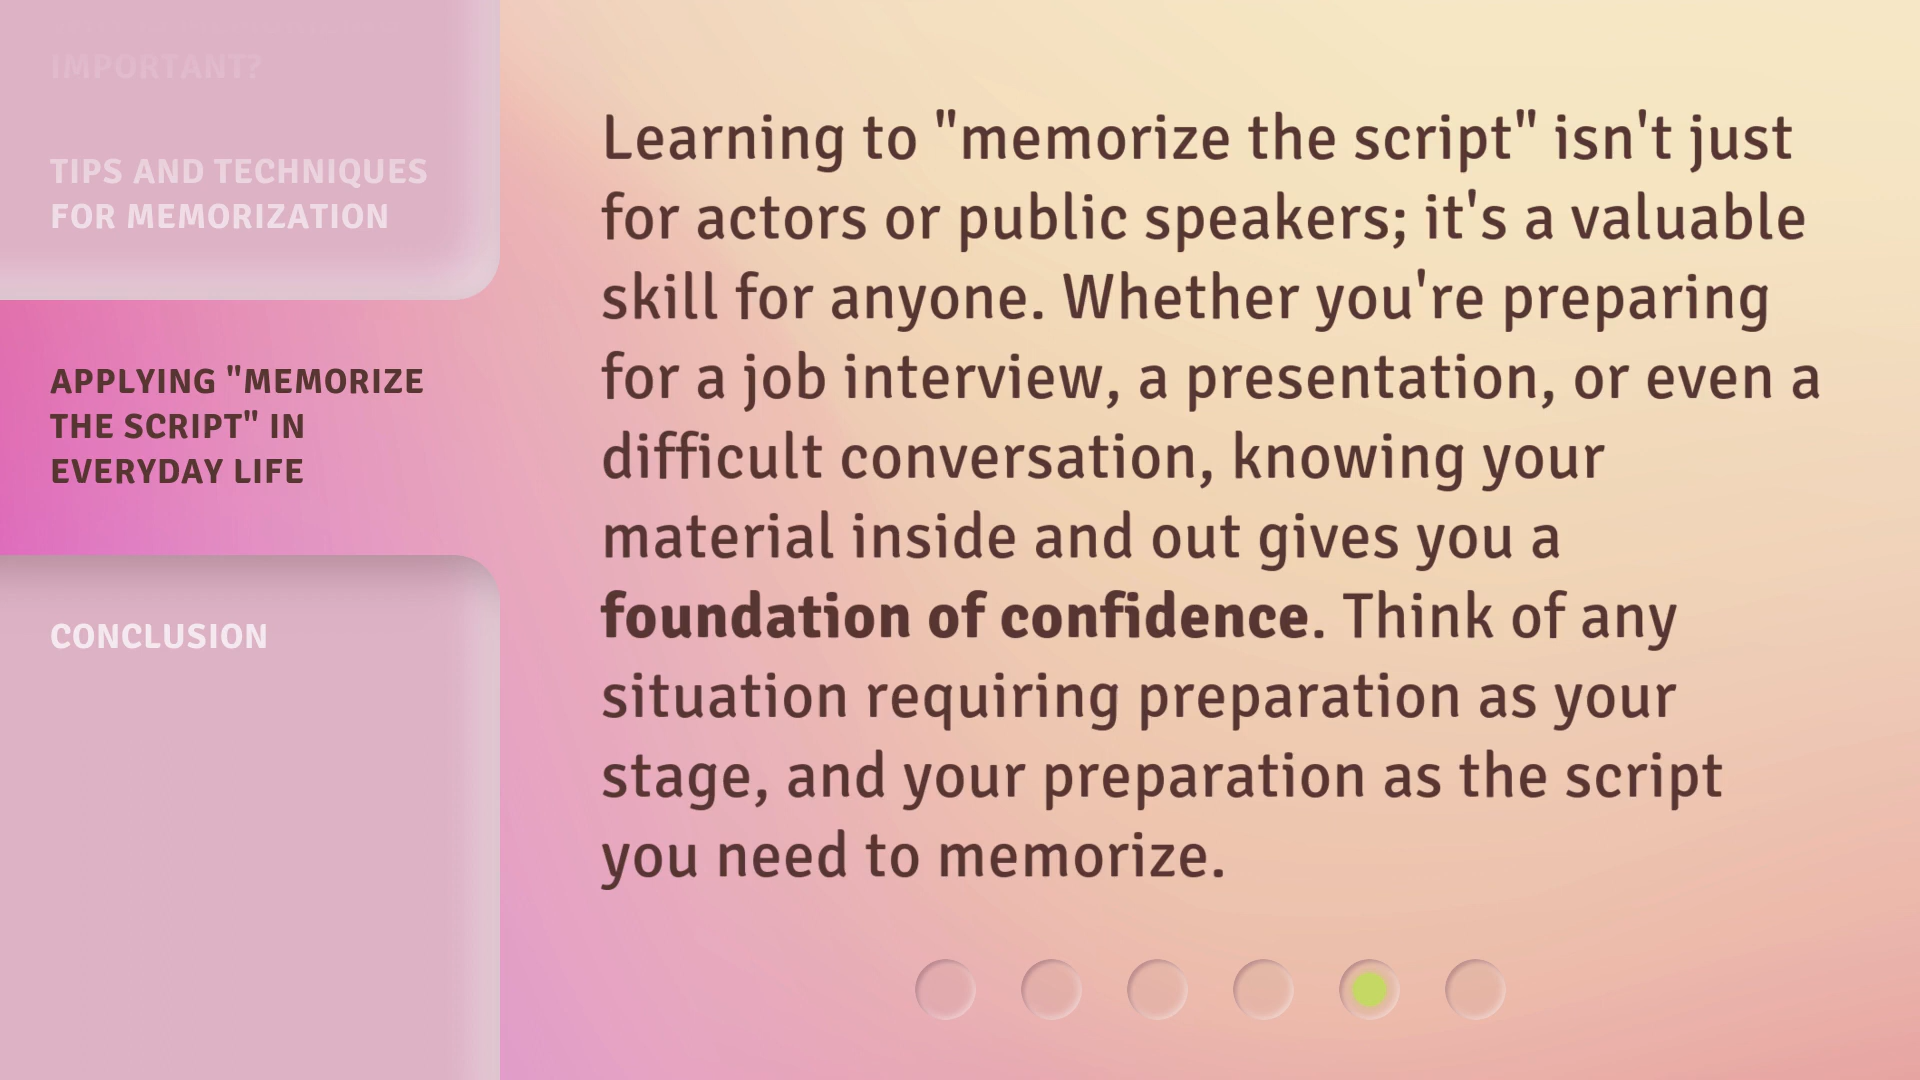 IMPORTANT?
TIPS AND TECHNIQUES
FOR MEMORIZATION
APPLYING "MEMORIZE
THE SCRIPT" IN
EVERYDAY LIFE
CONCLUSION
Learning to "memorize the script" isn't just
for actors or public speakers; it's a valuable
skill for anyone. Whether you're preparing
for a job interview, a presentation, or even a
difficult conversation, knowing your
material inside and out gives you a
foundation of confidence. Think of any
situation requiring preparation as your
stage, and your preparation as the script
you need to memorize.